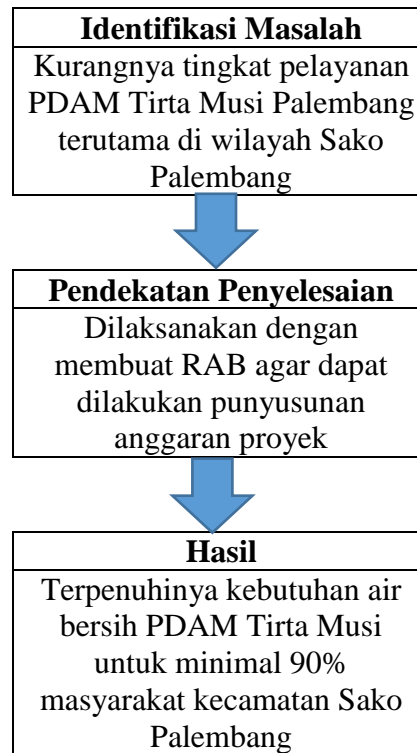 Identifikasi Masalah
Kurangnya tingkat pelayanan
PDAM Tirta Musi Palembang
terutama di wilayah Sako
Palembang
Pendekatan Penyelesaian
Dilaksanakan dengan
membuat RAB agar dapat
dilakukan punyusunan
anggaran proyek
Hasil
Terpenuhinya kebutuhan air
bersih PDAM Tirta Musi
untuk minimal 90%
masyarakat kecamatan Sako
Palembang